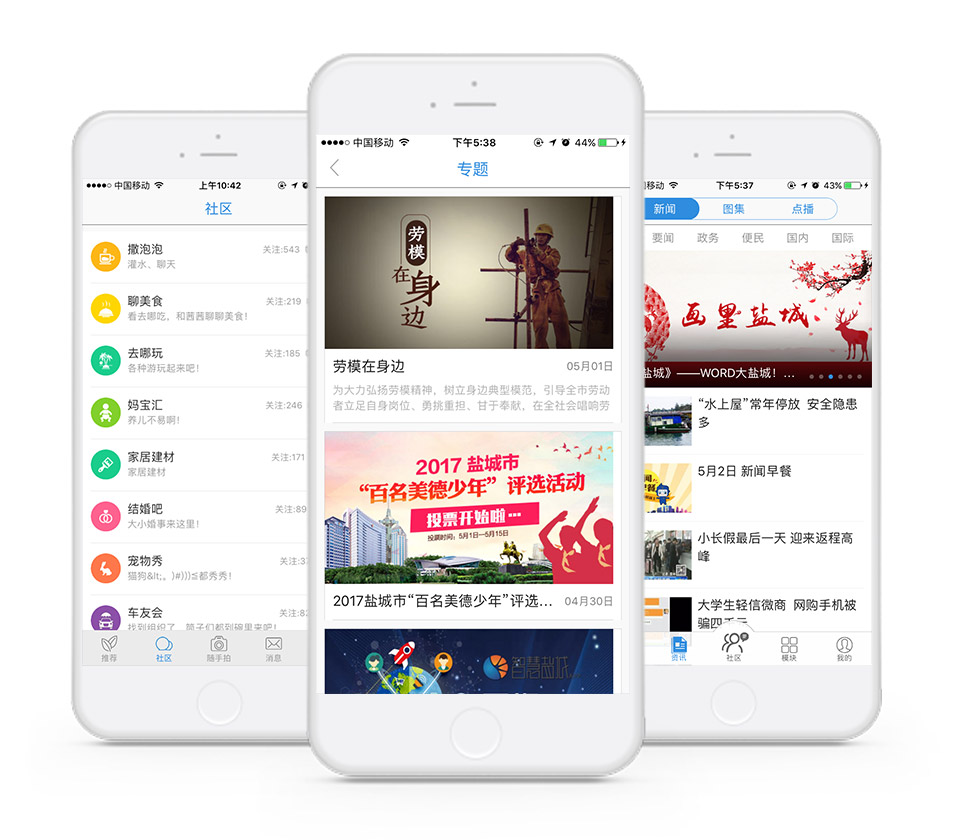 中国移动
上午10:42
社区
撒泡泡
关注:543
灌水、聊天
聊美食
关注:219
看去哪吃，和茜茜聊聊美食！
去哪玩
关注:185
各种游玩起来吧！
妈宝汇
关注:246
养儿不易啊！
家居建材
关注:171
家居建材
结婚吧
关注:89
大小婚事来这里！
宠物秀
关注:3
猫狗&lt;。)#)))≦都秀秀！
车友会
关注:8
找到组织了，筒子们都到碗里来吧！
推荐
社区
随手拍
消息
中国移动
下午5:38
44%
专题
劳模
在身边
劳模在身边
05月01日
为大力弘扬劳模精神，树立身边典型模范，引导全市劳动
者立足自身岗位、勇挑重担、甘于奉献，在全社会唱响劳
2017 盐城市
“百名美德少年”评选活动
投票开始啦···
投票时间：5月1日—5月15日
2017盐城市“百名美德少年”评选...
04月30日
智慧盐城
移动
下午5:37
43%
新闻
图集
点播
要闻
政务
便民
国内
国际
画里盐城
盐城》——WORD大盐城！...
“水上屋”常年停放 安全隐患
多
5月2日 新闻早餐
小长假最后一天 迎来返程高
峰
大学生轻信微商 网购手机被
骗四千元
资讯
社区
模块
我的